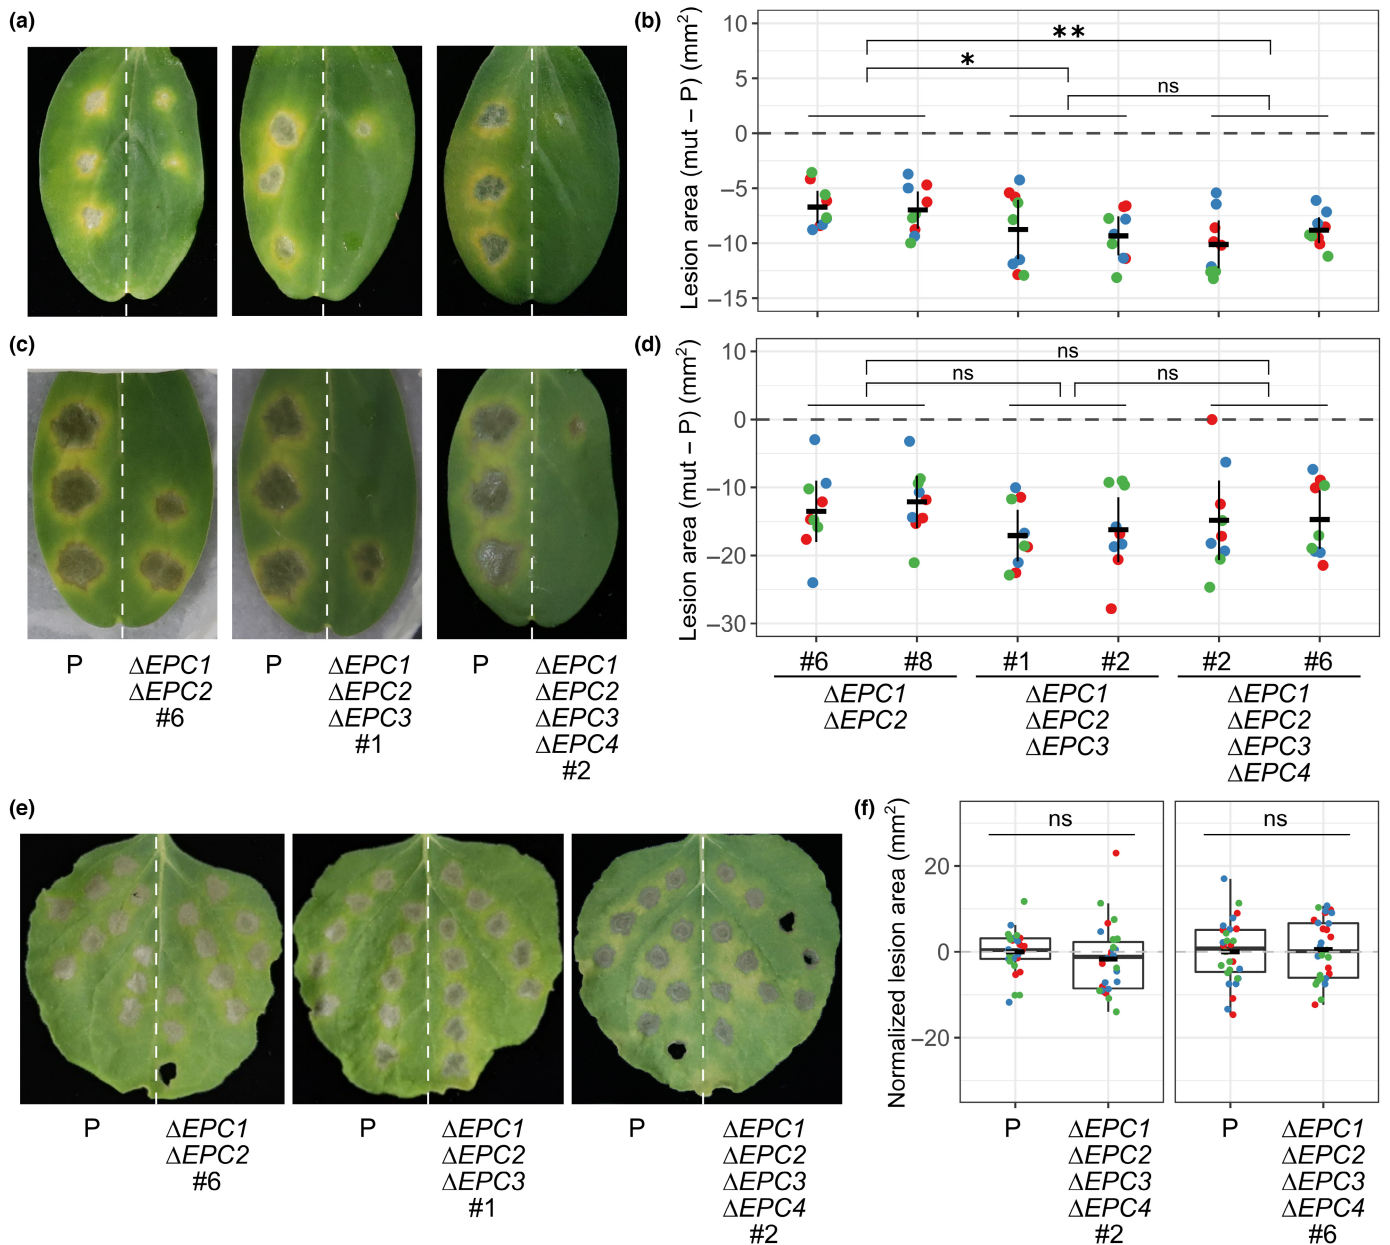 (a)
(b)
Lesion area (mut − P) (mm²)
10
5
0
−5
−10
−15
**
*
ns
(c)
P
ΔEPC1
ΔEPC2
#6
P
ΔEPC1
ΔEPC2
ΔEPC3
#1
P
ΔEPC1
ΔEPC2
ΔEPC3
ΔEPC4
#2
(d)
Lesion area (mut − P) (mm²)
10
0
−10
−20
−30
ns
ns
ns
#6
#8
#1
#2
#2
#6
ΔEPC1
ΔEPC2
ΔEPC1
ΔEPC2
ΔEPC3
ΔEPC1
ΔEPC2
ΔEPC3
ΔEPC4
(e)
P
ΔEPC1
ΔEPC2
#6
P
ΔEPC1
ΔEPC2
ΔEPC3
#1
P
ΔEPC1
ΔEPC2
ΔEPC3
ΔEPC4
#2
(f)
Normalized lesion area (mm²)
20
0
−20
ns
ns
P
ΔEPC1
ΔEPC2
ΔEPC3
ΔEPC4
#2
P
ΔEPC1
ΔEPC2
ΔEPC3
ΔEPC4
#6